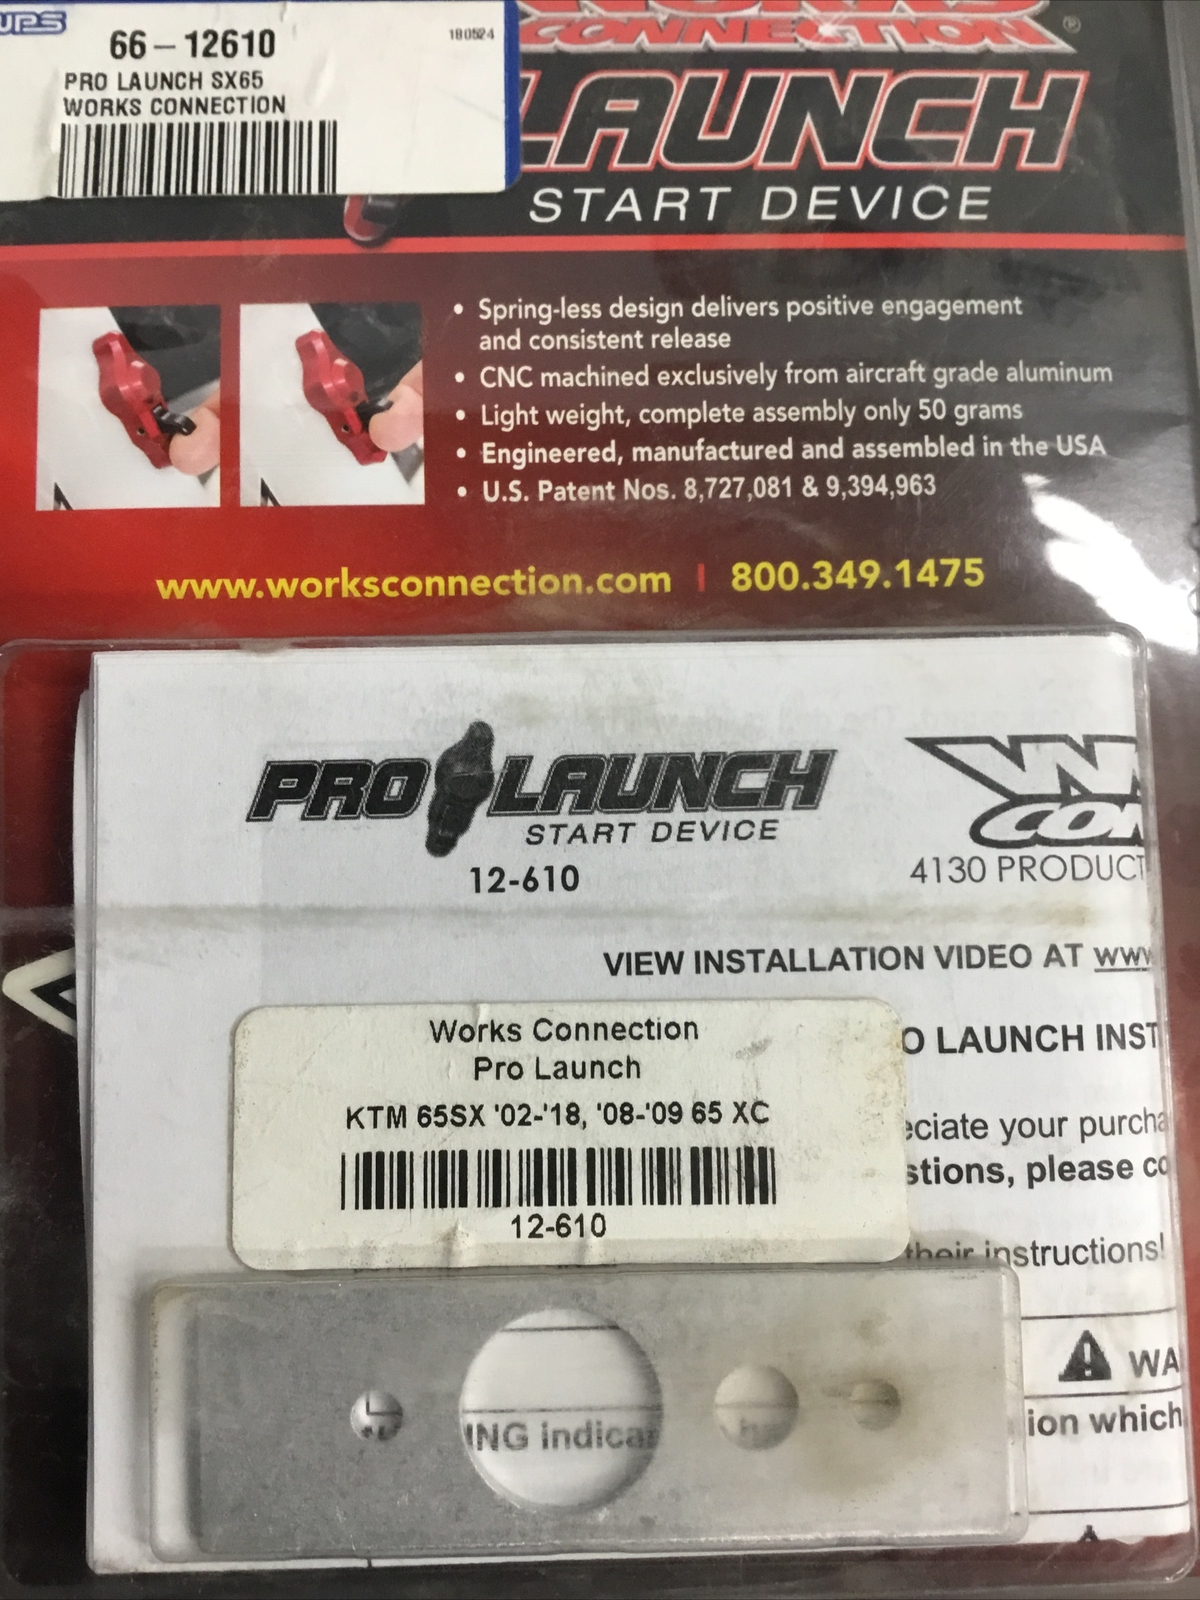 WPS
66-12610
180524
PRO LAUNCH SX65
WORKS CONNECTION
WORKS
CONNECTION®
LAUNCH
START DEVICE
• Spring-less design delivers positive engagement
and consistent release
• CNC machined exclusively from aircraft grade aluminum
• Light weight, complete assembly only 50 grams
• Engineered, manufactured and assembled in the USA
• U.S. Patent Nos. 8,727,081 & 9,394,963
www.worksconnection.com | 800.349.1475
PRO LAUNCH
START DEVICE
12-610
4130 PRODUCT
VIEW INSTALLATION VIDEO AT www
O LAUNCH INST
Works Connection
Pro Launch
KTM 65SX '02-'18, '08-'09 65 XC
12-610
eciate your purcha
stions, please co
their instructions!
WA
ING indica
ion which